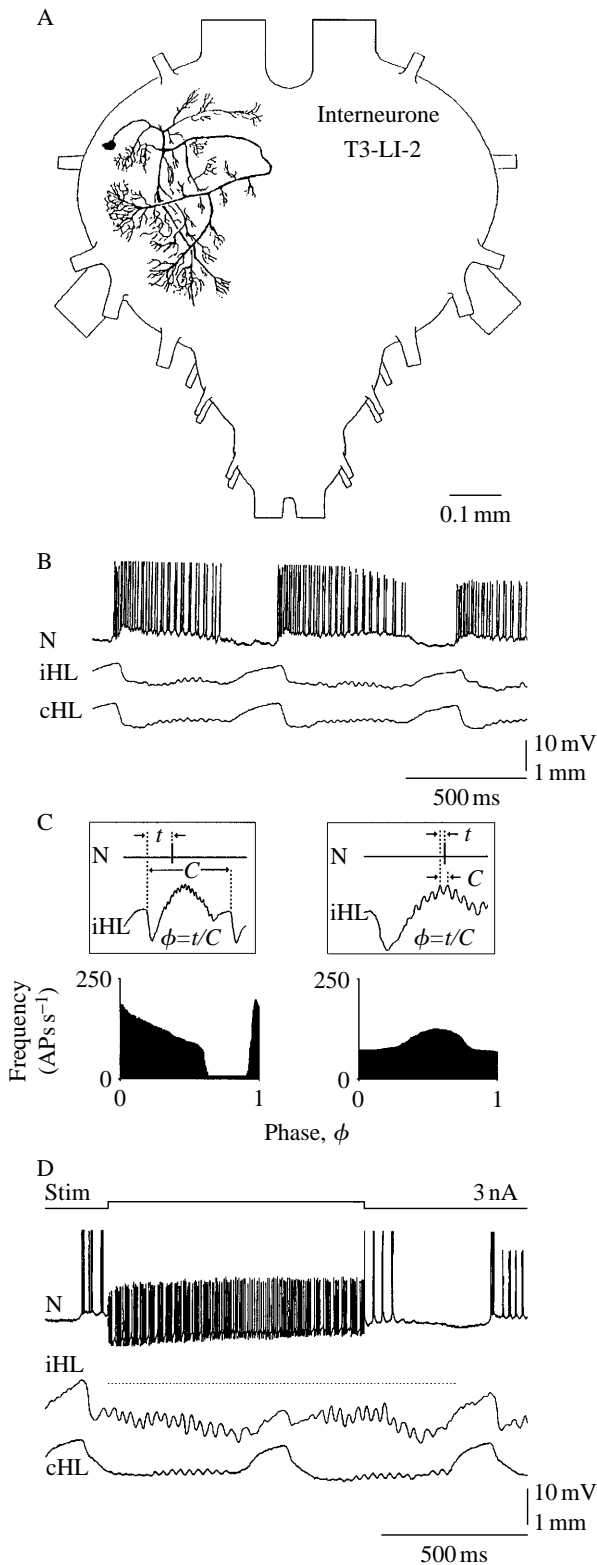 A
Interneurone
T3-LI-2
0.1 mm
B
N
iHL
cHL
10 mV
1 mm
500 ms
C
t
N
C
iHL
ϕ=t/C
t
N
C
iHL
ϕ=t/C
250
Frequency
(APs s−1)
0
0
1
250
0
0
1
Phase, ϕ
D
Stim
3 nA
N
iHL
cHL
10 mV
1 mm
500 ms